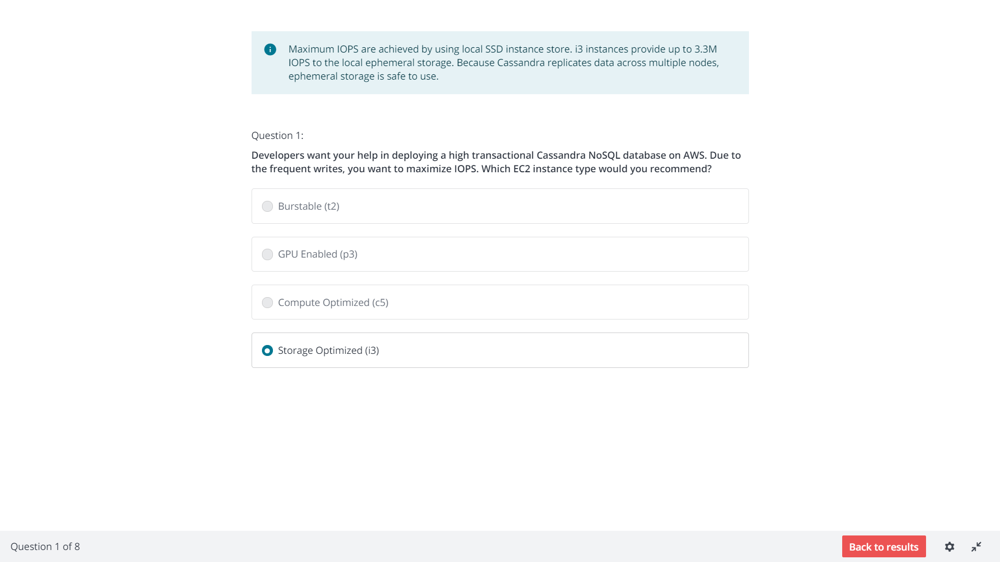 Maximum IOPS are achieved by using local SSD instance store. i3 instances provide up to 3.3M
IOPS to the local ephemeral storage. Because Cassandra replicates data across multiple nodes,
ephemeral storage is safe to use.
Question 1:
Developers want your help in deploying a high transactional Cassandra NoSQL database on AWS. Due to
the frequent writes, you want to maximize IOPS. Which EC2 instance type would you recommend?
Burstable (t2)
GPU Enabled (p3)
Compute Optimized (c5)
Storage Optimized (i3)
Question 1 of 8
Back to results